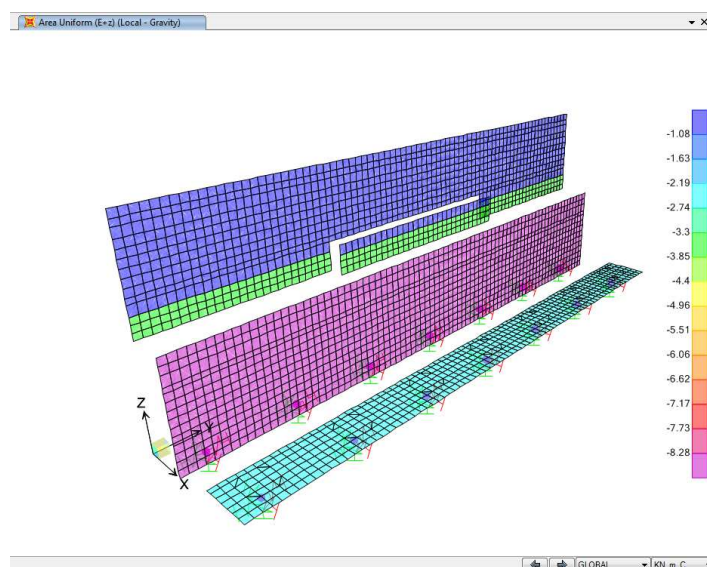 Area Uniform (E+z) (Local - Gravity)
-1.08
-1.63
-2.19
-2.74
-3.3
-3.85
-4.4
-4.96
-5.51
-6.06
-6.62
-7.17
-7.73
-8.28
Z
Y
X
GLOBAL
KN, m, C